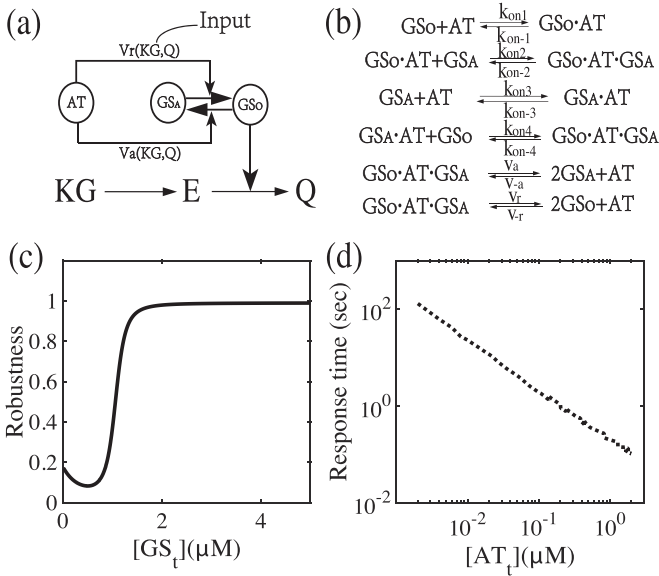 (a)
Input
Vr(KG,Q)
AT
GSA
GSO
Va(KG,Q)
KG
E
Q
(b)
GSO+AT kon1 kon-1 GSO·AT
GSO·AT+GSA kon2 kon-2 GSO·AT·GSA
GSA+AT kon3 kon-3 GSA·AT
GSA·AT+GSO kon4 kon-4 GSO·AT·GSA
GSO·AT·GSA va v-a 2GSA+AT
GSO·AT·GSA vr v-r 2GSO+AT
(c)
Robustness
1
0.8
0.6
0.4
0.2
0
0 2 4
[GSt](μM)
(d)
Response time (sec)
10^2
10^0
10^-2
10^-2 10^-1 10^0
[ATt](μM)